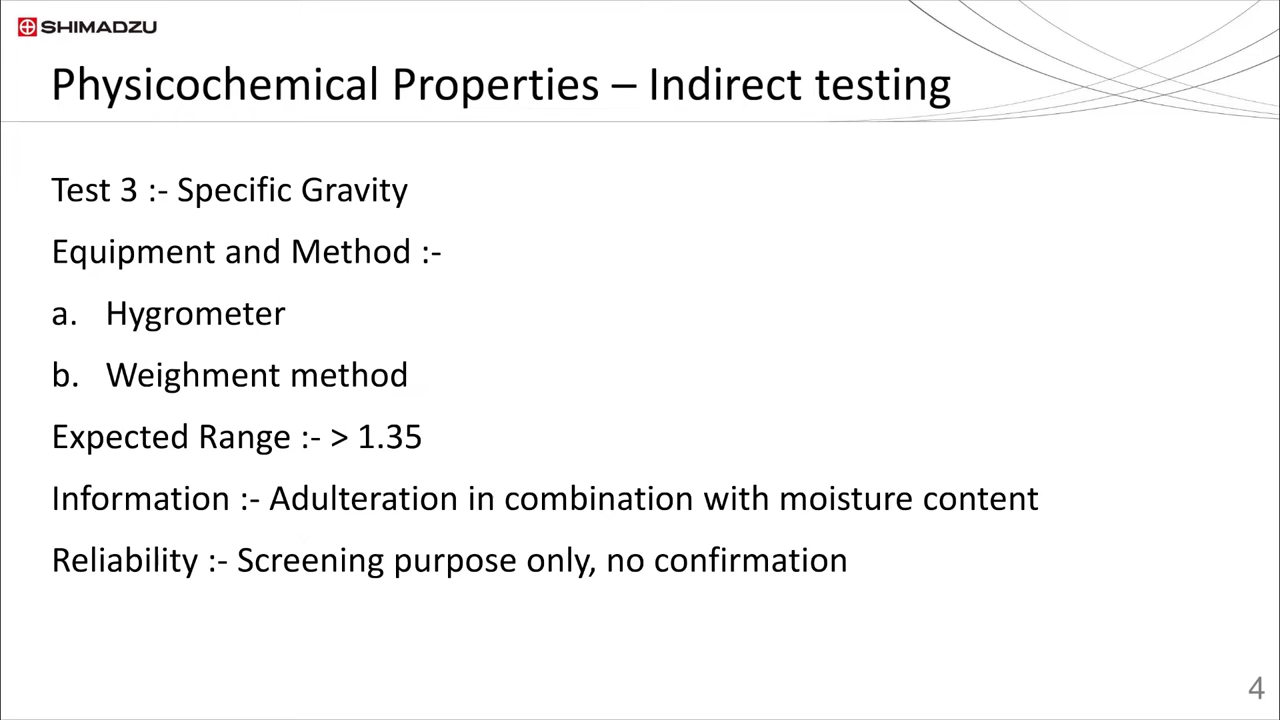 SHIMADZU
Physicochemical Properties – Indirect testing
Test 3 :- Specific Gravity
Equipment and Method :-
a. Hygrometer
b. Weighment method
Expected Range :- > 1.35
Information :- Adulteration in combination with moisture content
Reliability :- Screening purpose only, no confirmation
4